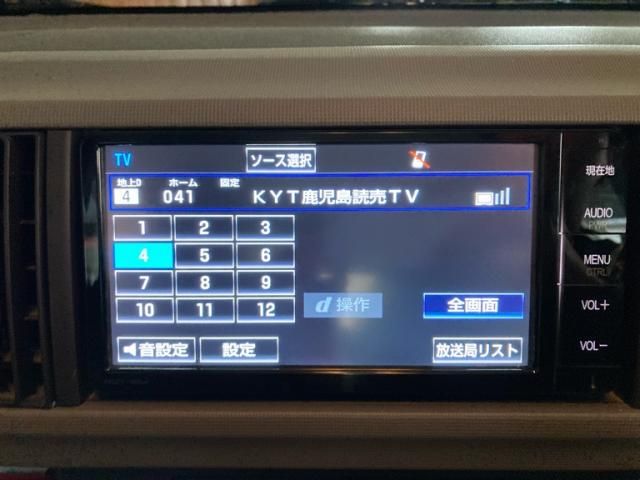 TV ソース選択
地上D ホーム 固定
4 041 KYT鹿児島読売TV
1 2 3
4 5 6
7 8 9
10 11 12
d 操作 全画面
音設定 設定 放送局リスト
現在地
AUDIO
PWR
MENU
CTRL
VOL+
VOL-